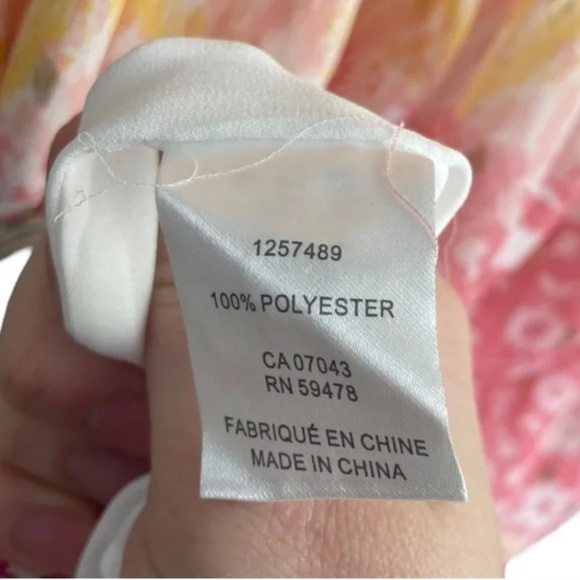 1257489
100% POLYESTER
CA 07043
RN 59478
FABRIQUÉ EN CHINE
MADE IN CHINA